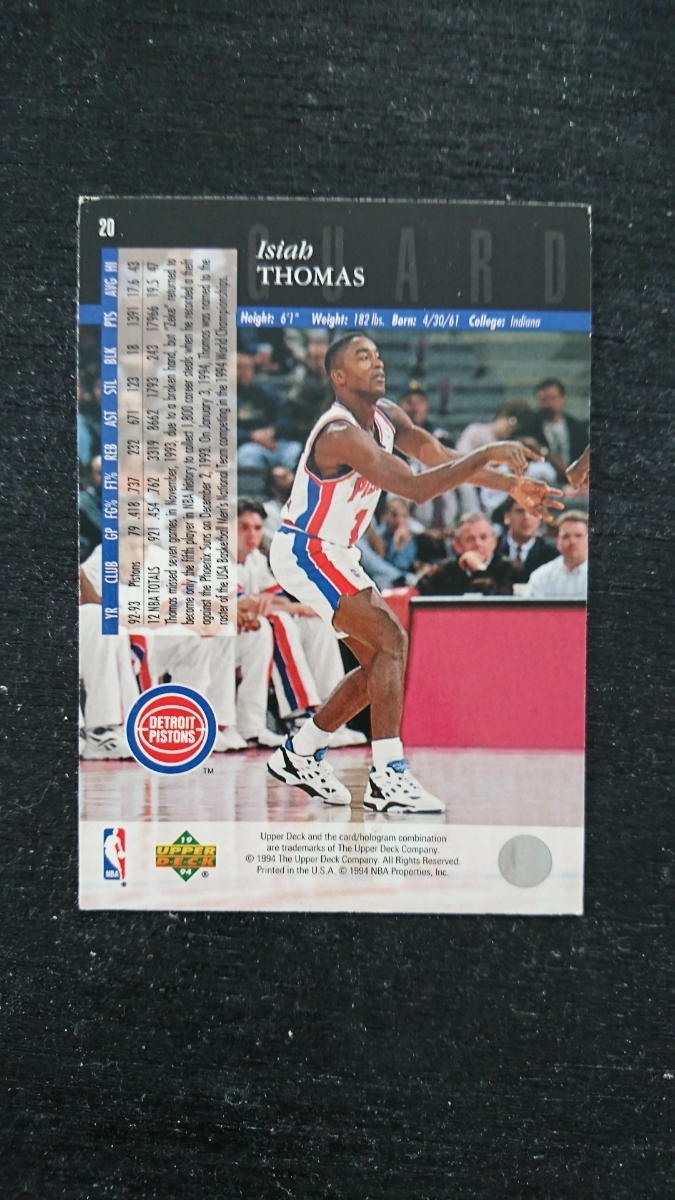 20
GUARD
Isiah
THOMAS
Height: 6'1" Weight: 182 lbs. Born: 4/30/61 College: Indiana
YR CLUB GP FG% FT% REB AST STL BLK PTS AVG HI
92-93 Pistons 79 .418 .737 232 671 123 18 1391 17.6 43
12 NBA TOTALS 921 .454 .762 3319 8662 1793 243 17966 19.5 47
Thomas missed seven games in November, 1993, due to a broken hand, but "Zeke" returned to
become only the fifth player in NBA history to collect 1,800 career steals when he recorded a theft
against the Phoenix Suns on December 2, 1993. On January 3, 1994, Thomas was named to the
roster of the USA Basketball Men's National Team competing in the 1994 World Championships.
1
DETROIT
PISTONS
TM
NBA
®
19
UPPER
DECK
94
®
Upper Deck and the card/hologram combination
are trademarks of The Upper Deck Company.
© 1994 The Upper Deck Company. All Rights Reserved.
Printed in the U.S.A. © 1994 NBA Properties, Inc.